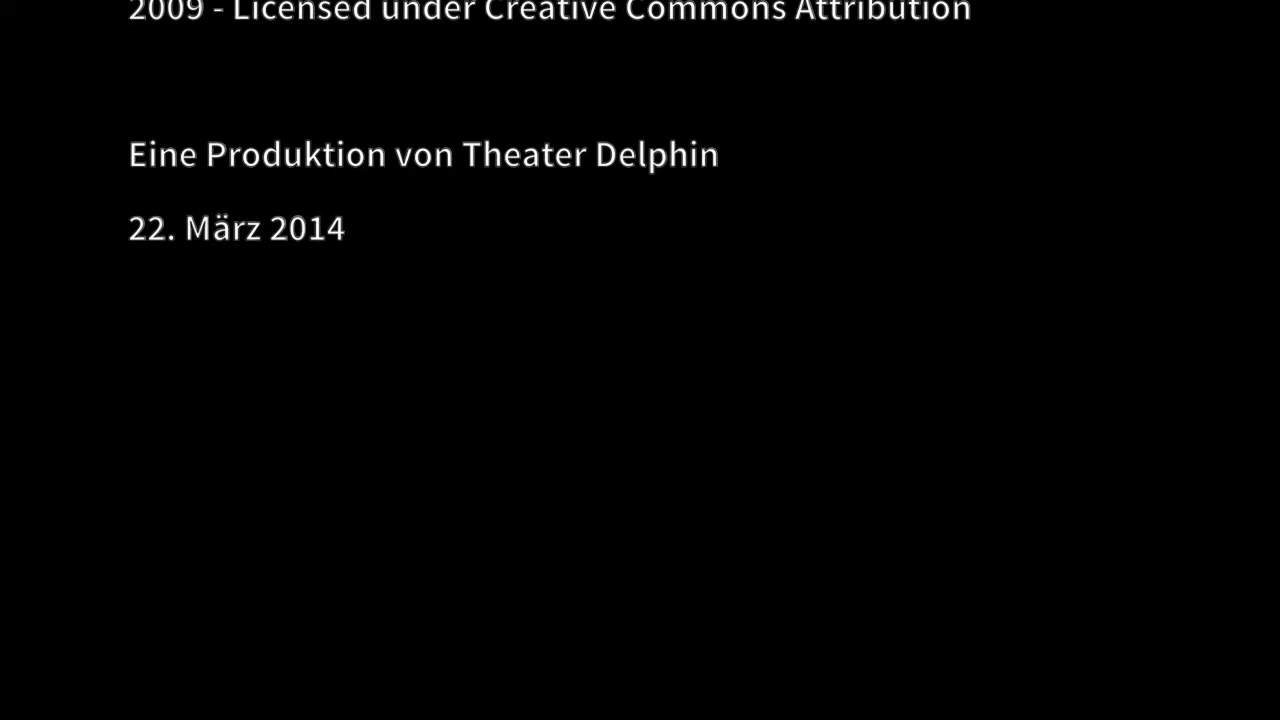 2009 - Licensed under Creative Commons Attribution
Eine Produktion von Theater Delphin
22. März 2014